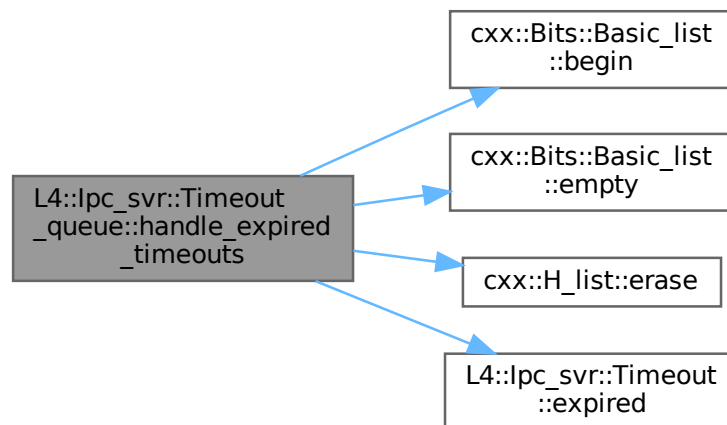 L4::Ipc_svr::Timeout
_queue::handle_expired
_timeouts
cxx::Bits::Basic_list
::begin
cxx::Bits::Basic_list
::empty
cxx::H_list::erase
L4::Ipc_svr::Timeout
::expired